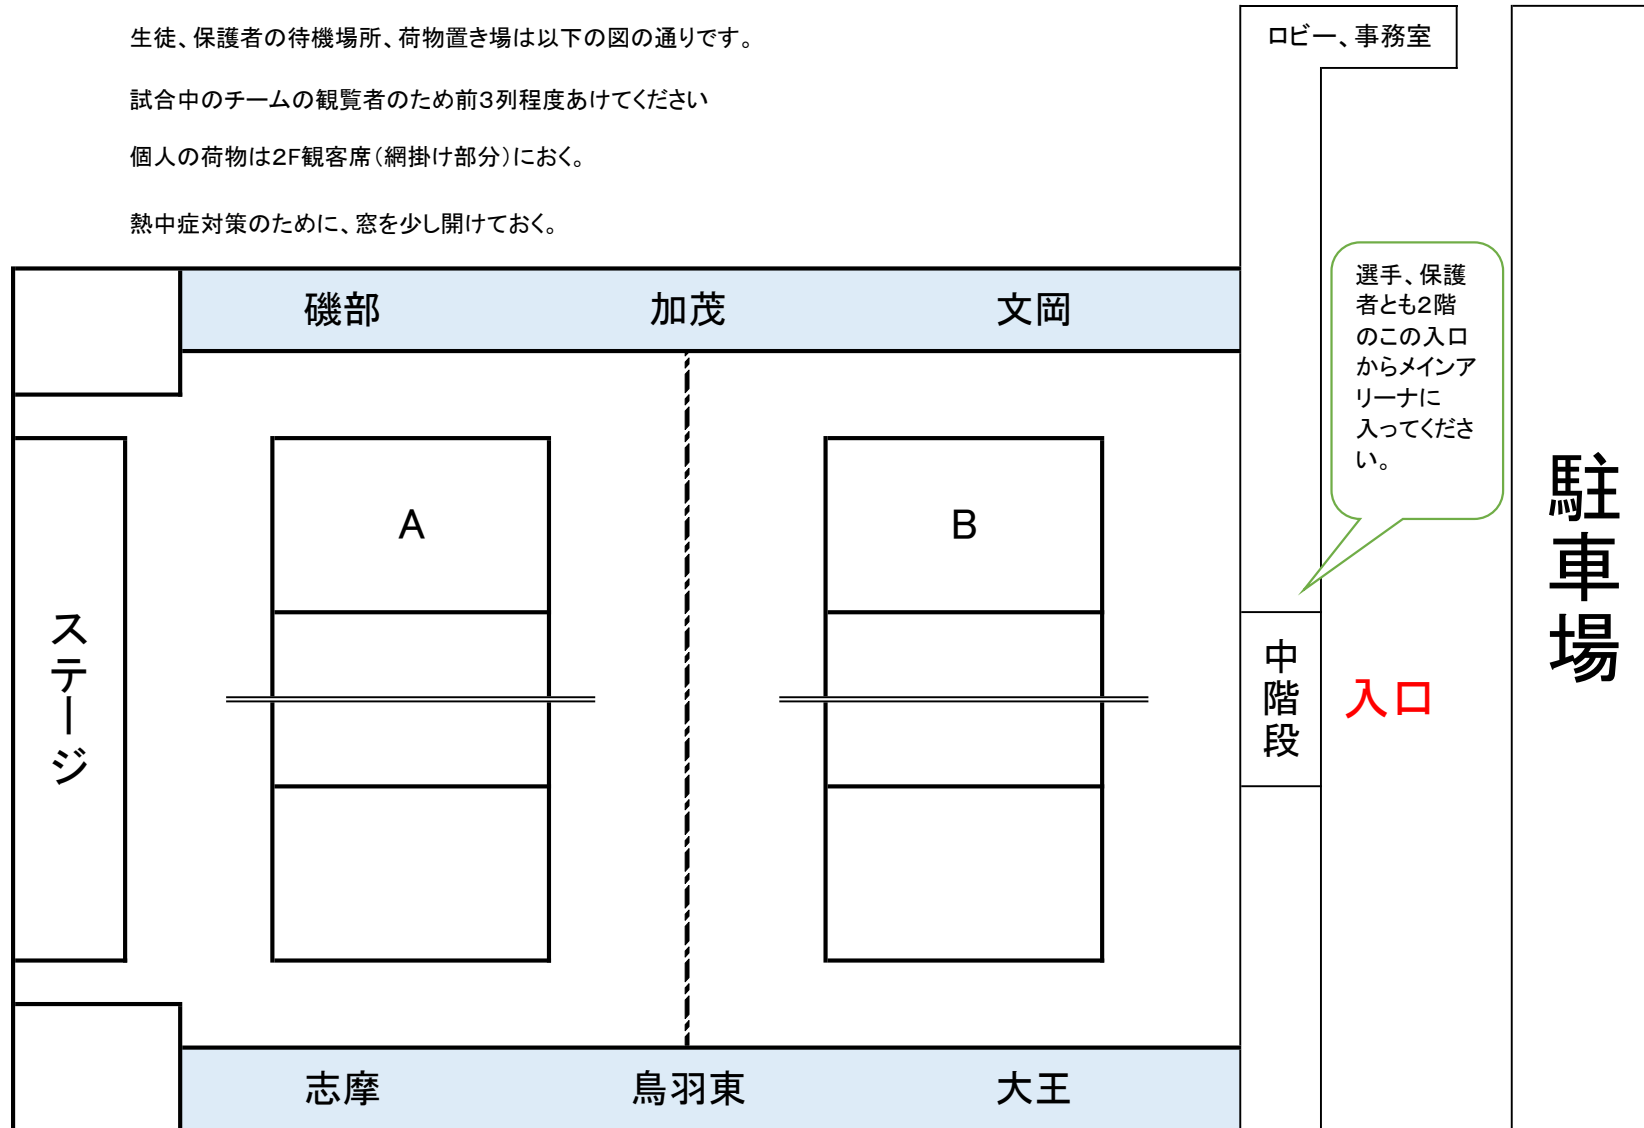 生徒、保護者の待機場所、荷物置き場は以下の図の通りです。
試合中のチームの観覧者のため前3列程度あけてください
個人の荷物は2F観客席（網掛け部分）におく。
熱中症対策のために、窓を少し開けておく。
ロビー、事務室
選手、保護
者とも2階
のこの入口
からメインア
リーナに
入ってくださ
い。
磯部 加茂 文岡
A B
ステージ
中階段
入口
駐車場
志摩 鳥羽東 大王